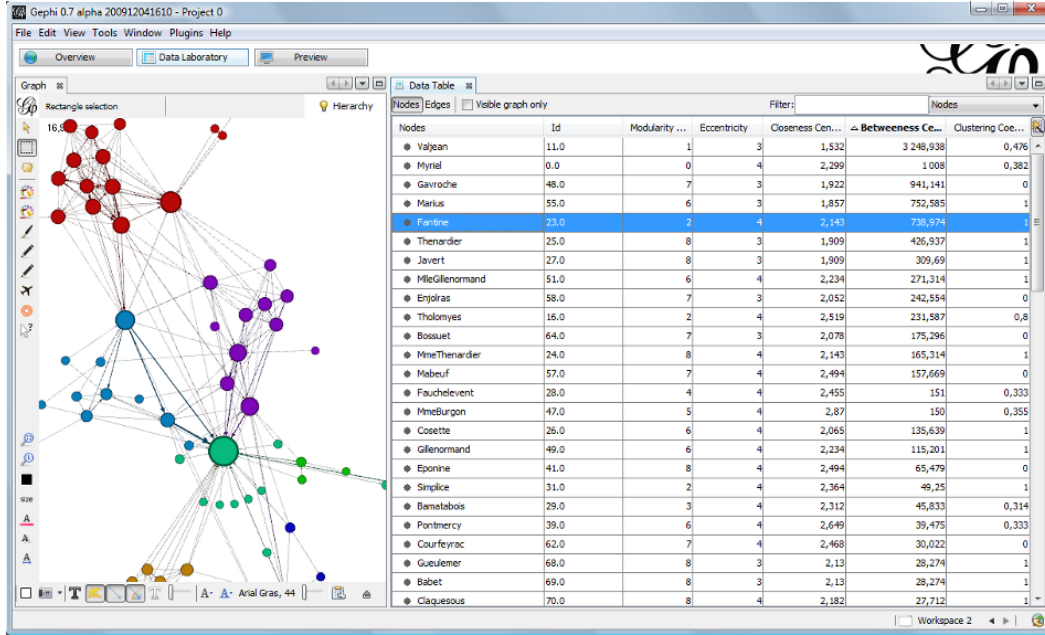 Gephi 0.7 alpha 200912041610 - Project 0
File Edit View Tools Window Plugins Help
Overview Data Laboratory Preview
Graph Data Table
Rectangle selection Hierarchy Nodes Edges Visible graph only Filter: Nodes
Nodes Id Modularity ... Eccentricity Closeness Cen... Betweeness Ce... Clustering Coe...
Valjean 11.0 1 3 1,532 3 248,938 0,476
Myriel 0.0 0 4 2,299 1 008 0,382
Gavroche 48.0 7 3 1,922 941,141 0
Marius 55.0 6 3 1,857 752,585 1
Fantine 23.0 2 4 2,143 738,974 1
Thenardier 25.0 8 3 1,909 426,937 1
Javert 27.0 8 3 1,909 309,69 1
MlleGillenormand 51.0 6 4 2,234 271,314 1
Enjolras 58.0 7 3 2,052 242,554 0
Tholomyes 16.0 2 4 2,519 231,587 0,8
Bossuet 64.0 7 3 2,078 175,296 0
MmeThenardier 24.0 8 4 2,143 165,314 1
Mabeuf 57.0 7 4 2,494 157,669 0
Fauchelevent 28.0 4 4 2,455 151 0,333
MmeBurgon 47.0 5 4 2,87 150 0,355
Cosette 26.0 6 4 2,065 135,639 1
Gillenormand 49.0 6 4 2,234 115,201 1
Eponine 41.0 8 4 2,494 65,479 0
Simplice 31.0 2 4 2,364 49,25 1
Bamatabois 29.0 3 4 2,312 45,833 0,314
Pontmercy 39.0 6 4 2,649 39,475 0,333
Courfeyrac 62.0 7 4 2,468 30,022 0
Gueulemer 68.0 8 3 2,13 28,274 1
Babet 69.0 8 3 2,13 28,274 1
Claquesous 70.0 8 4 2,182 27,712 1
size
A
A
A
T T A- A- Arial Gras, 44
Workspace 2